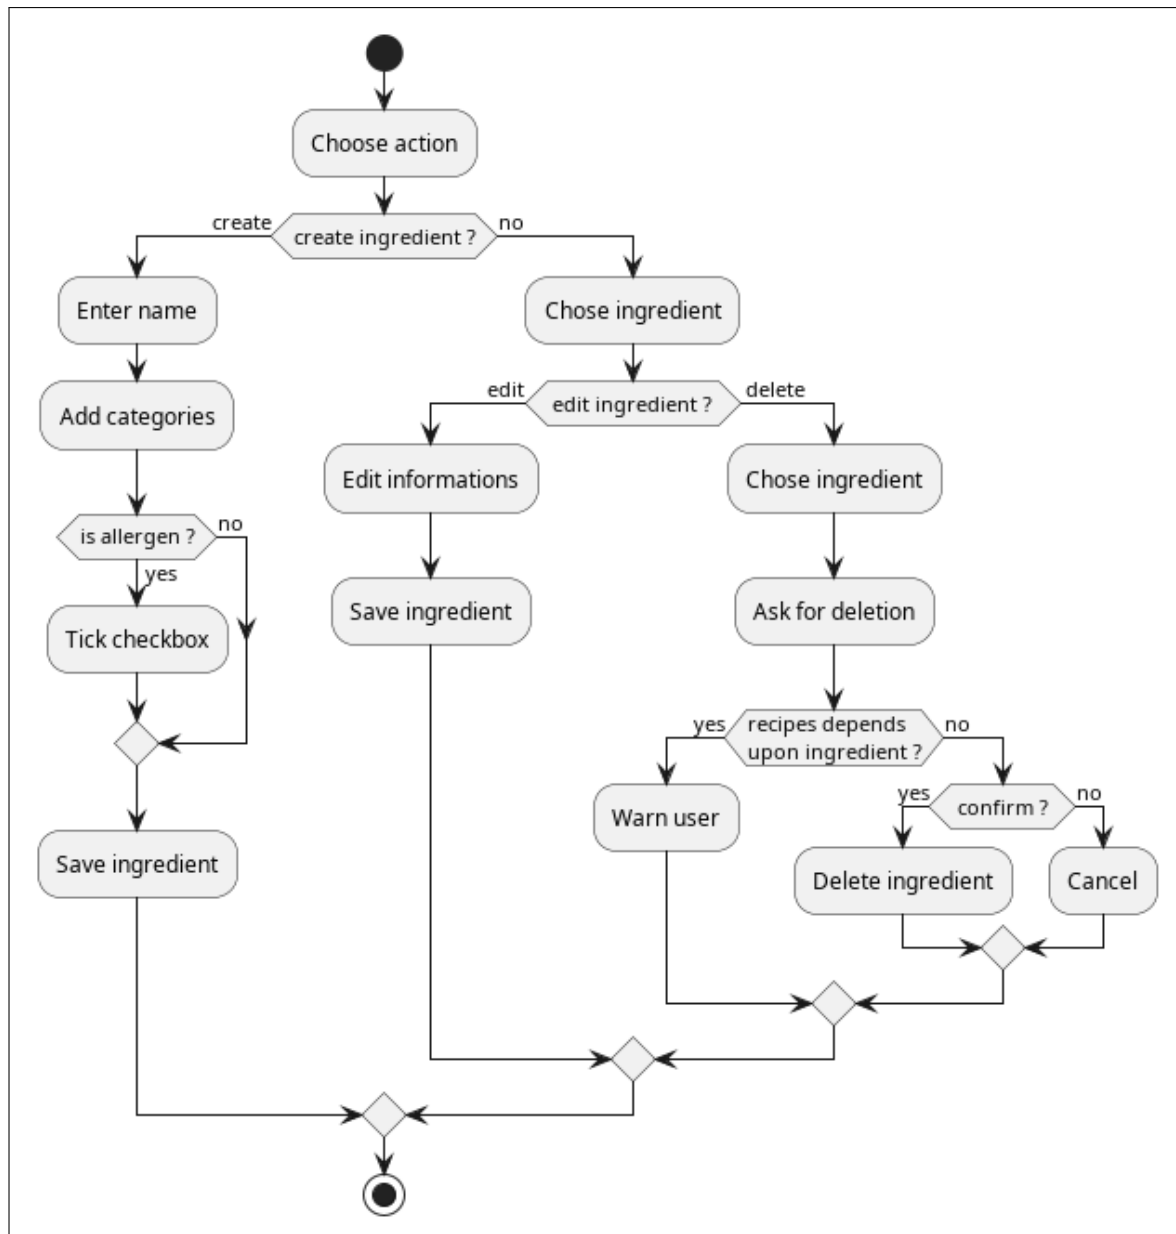 Choose action
create
create ingredient ?
no
Enter name
Chose ingredient
Add categories
edit
edit ingredient ?
delete
Edit informations
Chose ingredient
is allergen ?
no
yes
Tick checkbox
Save ingredient
Ask for deletion
yes
recipes depends
upon ingredient ?
no
Warn user
yes
confirm ?
no
Save ingredient
Delete ingredient
Cancel